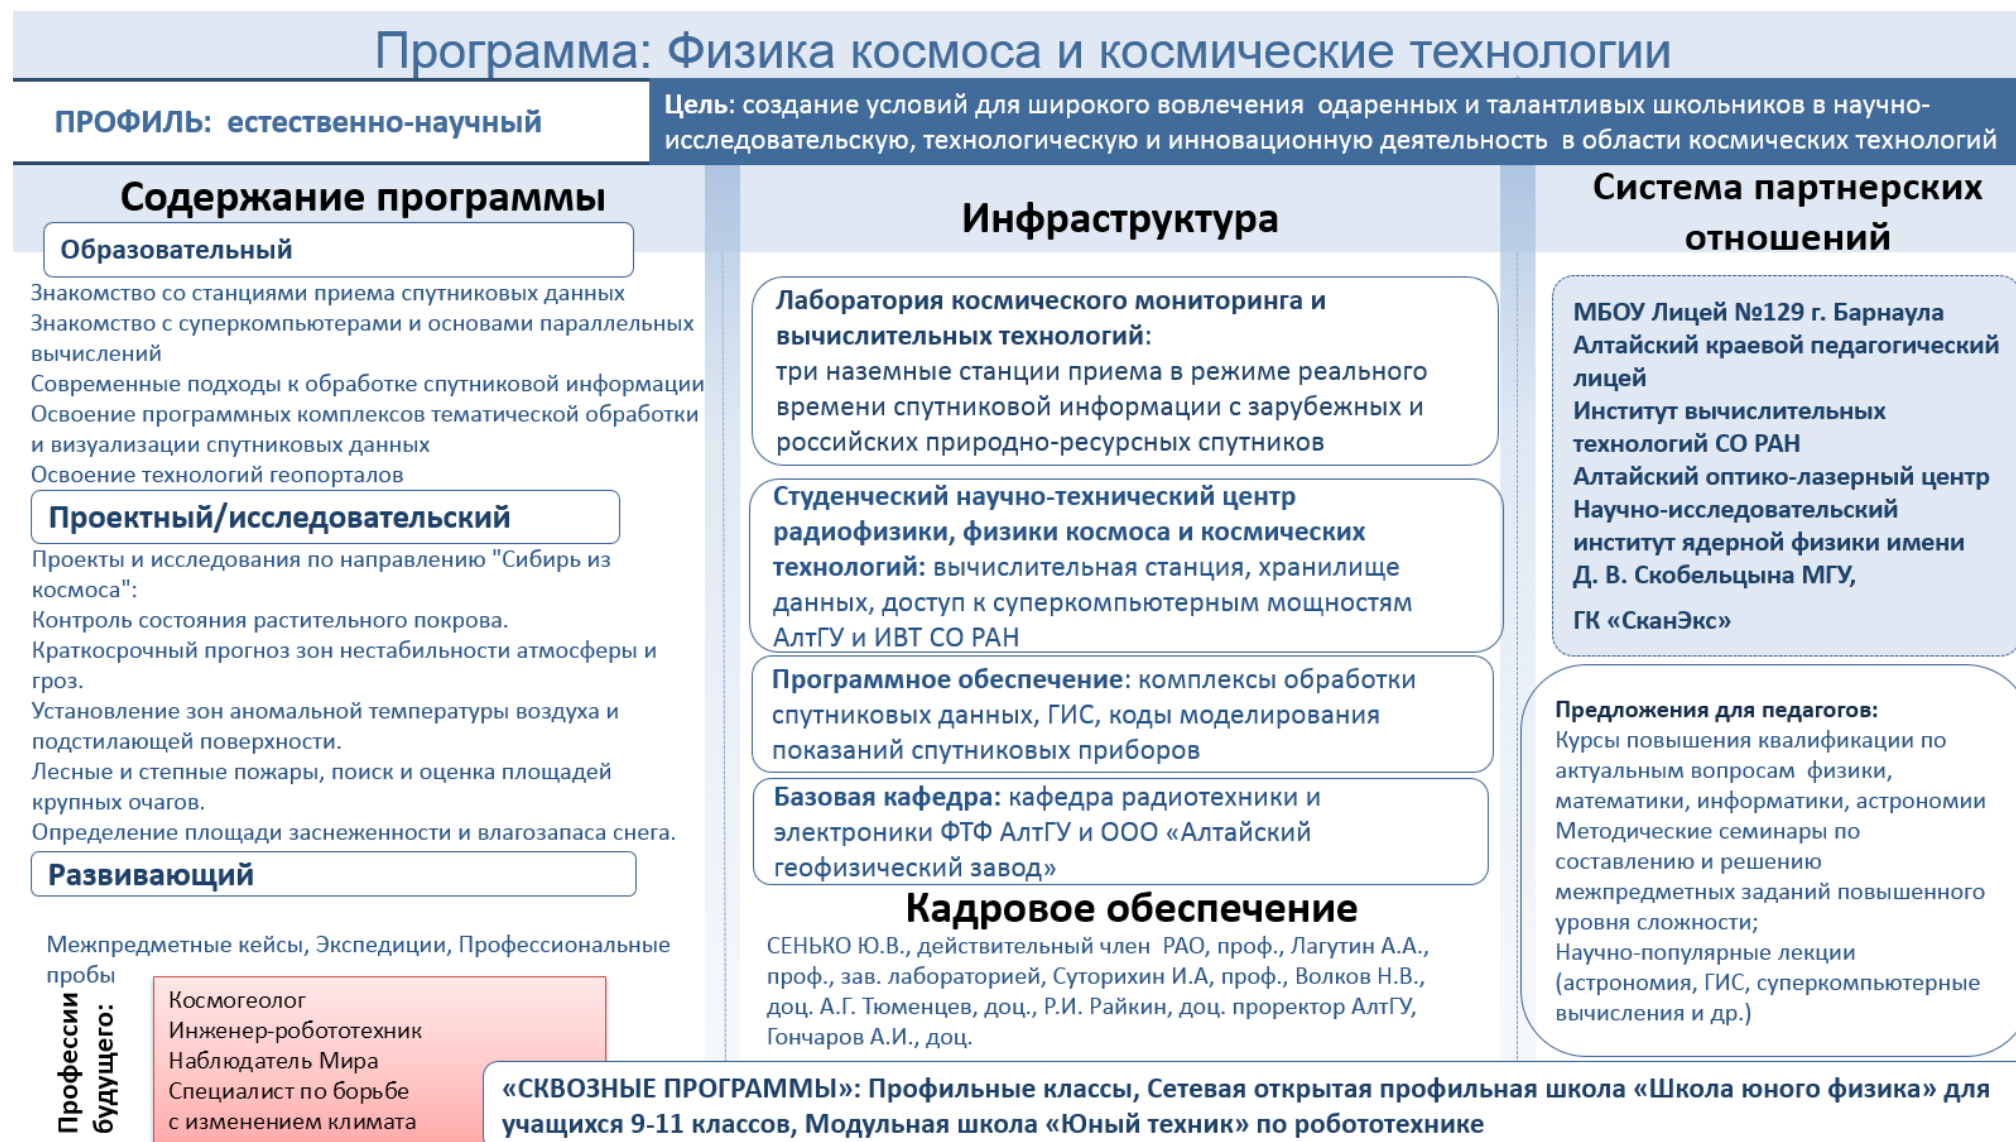 Программа: Физика космоса и космические технологии
ПРОФИЛЬ: естественно-научный
Цель: создание условий для широкого вовлечения одаренных и талантливых школьников в научно-
исследовательскую, технологическую и инновационную деятельность в области космических технологий
Содержание программы
Образовательный
Знакомство со станциями приема спутниковых данных
Знакомство с суперкомпьютерами и основами параллельных
вычислений
Современные подходы к обработке спутниковой информации
Освоение программных комплексов тематической обработки
и визуализации спутниковых данных
Освоение технологий геопорталов
Проектный/исследовательский
Проекты и исследования по направлению "Сибирь из
космоса":
Контроль состояния растительного покрова.
Краткосрочный прогноз зон нестабильности атмосферы и
гроз.
Установление зон аномальной температуры воздуха и
подстилающей поверхности.
Лесные и степные пожары, поиск и оценка площадей
крупных очагов.
Определение площади заснеженности и влагозапаса снега.
Развивающий
Межпредметные кейсы, Экспедиции, Профессиональные
пробы
Профессии
будущего:
Космогеолог
Инженер-робототехник
Наблюдатель Мира
Специалист по борьбе
с изменением климата
Инфраструктура
Лаборатория космического мониторинга и
вычислительных технологий:
три наземные станции приема в режиме реального
времени спутниковой информации с зарубежных и
российских природно-ресурсных спутников
Студенческий научно-технический центр
радиофизики, физики космоса и космических
технологий: вычислительная станция, хранилище
данных, доступ к суперкомпьютерным мощностям
АлтГУ и ИВТ СО РАН
Программное обеспечение: комплексы обработки
спутниковых данных, ГИС, коды моделирования
показаний спутниковых приборов
Базовая кафедра: кафедра радиотехники и
электроники ФТФ АлтГУ и ООО «Алтайский
геофизический завод»
Кадровое обеспечение
СЕНЬКО Ю.В., действительный член РАО, проф., Лагутин А.А.,
проф., зав. лабораторией, Суторихин И.А, проф., Волков Н.В.,
доц. А.Г. Тюменцев, доц., Р.И. Райкин, доц. проректор АлтГУ,
Гончаров А.И., доц.
Система партнерских
отношений
МБОУ Лицей №129 г. Барнаула
Алтайский краевой педагогический
лицей
Институт вычислительных
технологий СО РАН
Алтайский оптико-лазерный центр
Научно-исследовательский
институт ядерной физики имени
Д. В. Скобельцына МГУ,
ГК «СканЭкс»
Предложения для педагогов:
Курсы повышения квалификации по
актуальным вопросам физики,
математики, информатики, астрономии
Методические семинары по
составлению и решению
межпредметных заданий повышенного
уровня сложности;
Научно-популярные лекции
(астрономия, ГИС, суперкомпьютерные
вычисления и др.)
«СКВОЗНЫЕ ПРОГРАММЫ»: Профильные классы, Сетевая открытая профильная школа «Школа юного физика» для
учащихся 9-11 классов, Модульная школа «Юный техник» по робототехнике